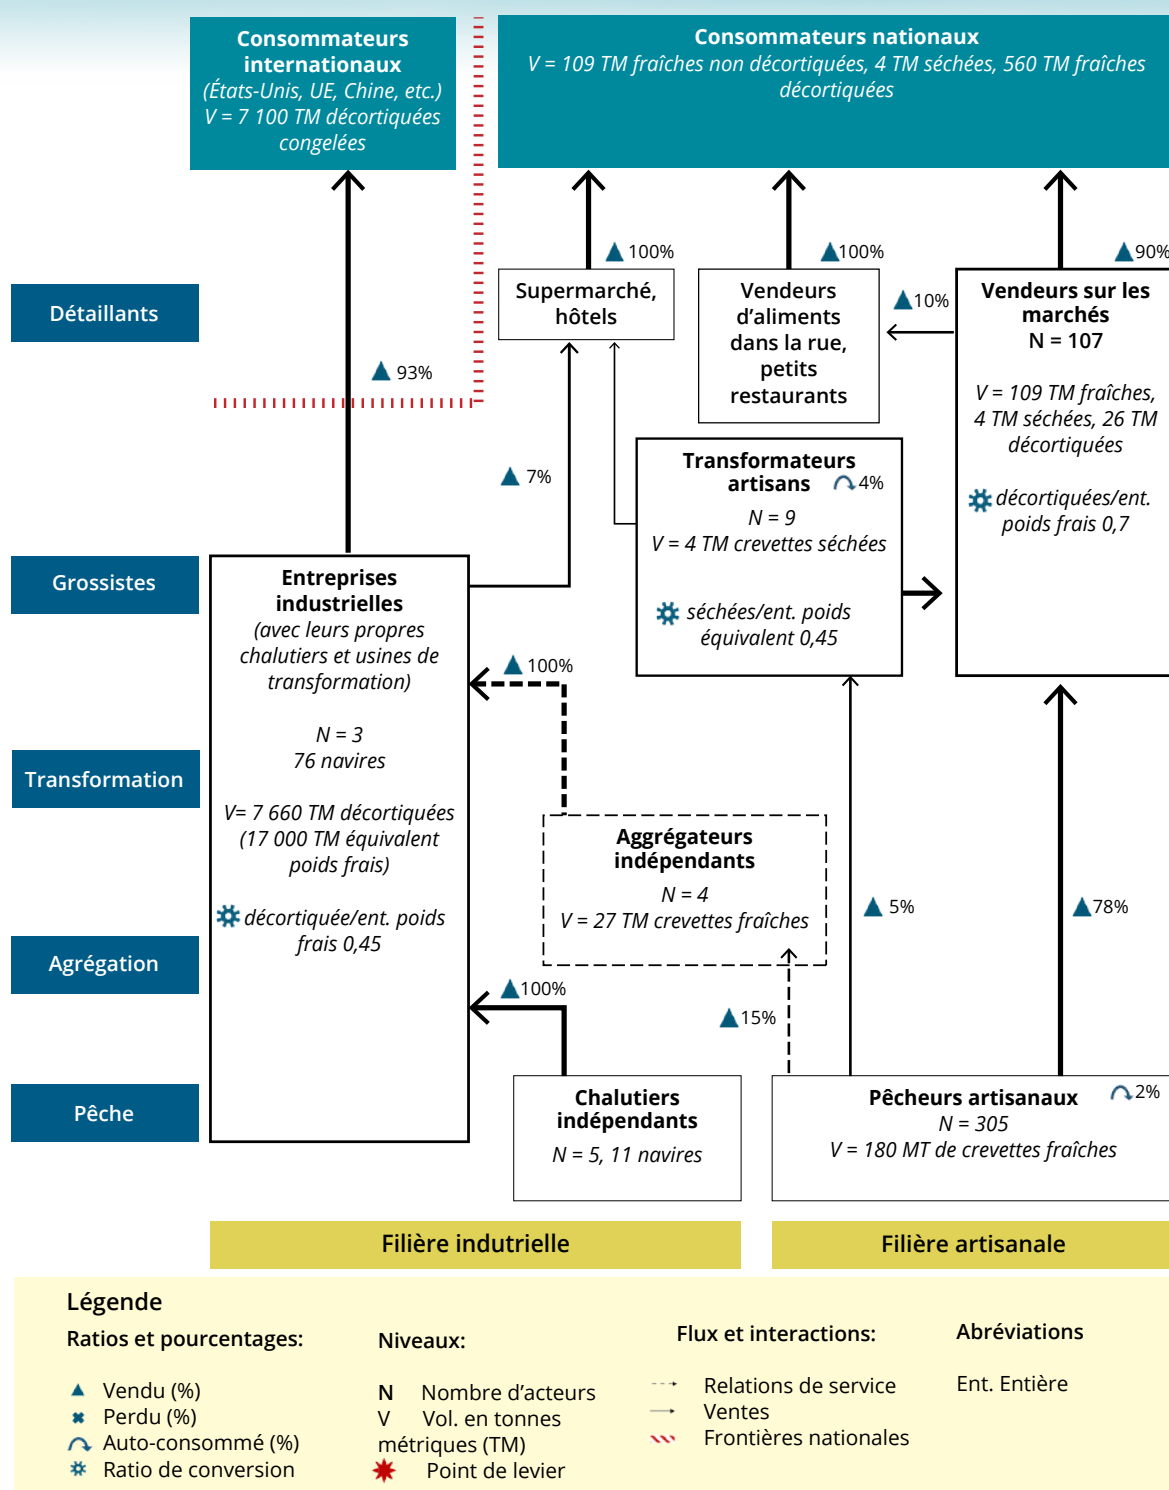 Consommateurs
internationaux
(États-Unis, UE, Chine, etc.)
V = 7 100 TM décortiquées
congelées
Consommateurs nationaux
V = 109 TM fraîches non décortiquées, 4 TM séchées, 560 TM fraîches
décortiquées
100%
100%
90%
Détaillants
Supermarché,
hôtels
Vendeurs
d’aliments
dans la rue,
petits
restaurants
10%
Vendeurs sur les
marchés
N = 107
V = 109 TM fraîches,
4 TM séchées, 26 TM
décortiquées
décortiquées/ent.
poids frais 0,7
93%
7%
Transformateurs
artisans
4%
N = 9
V = 4 TM crevettes séchées
séchées/ent. poids
équivalent 0,45
Grossistes
Entreprises
industrielles
(avec leurs propres
chalutiers et usines de
transformation)
N = 3
76 navires
V= 7 660 TM décortiquées
(17 000 TM équivalent
poids frais)
décortiquée/ent. poids
frais 0,45
100%
Transformation
Aggrégateurs
indépendants
N = 4
V = 27 TM crevettes fraîches
5%
78%
Agrégation
100%
15%
Pêche
Chalutiers
indépendants
N = 5, 11 navires
Pêcheurs artisanaux
2%
N = 305
V = 180 MT de crevettes fraîches
Filière indutrielle
Filière artisanale
Légende
Ratios et pourcentages:
Vendu (%)
Perdu (%)
Auto-consommé (%)
Ratio de conversion
Niveaux:
N Nombre d’acteurs
V Vol. en tonnes
métriques (TM)
Point de levier
Flux et interactions:
Relations de service
Ventes
Frontières nationales
Abréviations
Ent. Entière